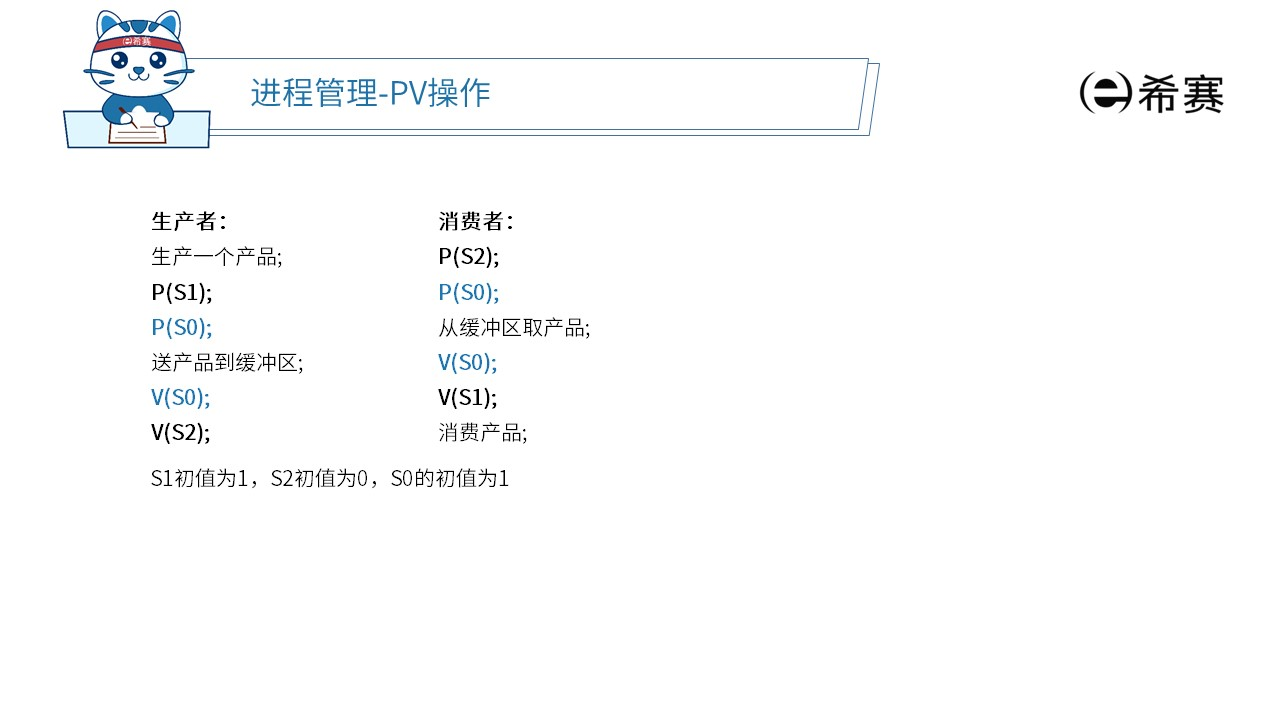 希赛
进程管理-PV操作
希赛
生产者：
生产一个产品;
P(S1);
P(S0);
送产品到缓冲区;
V(S0);
V(S2);
消费者：
P(S2);
P(S0);
从缓冲区取产品;
V(S0);
V(S1);
消费产品;
S1初值为1，S2初值为0，S0的初值为1